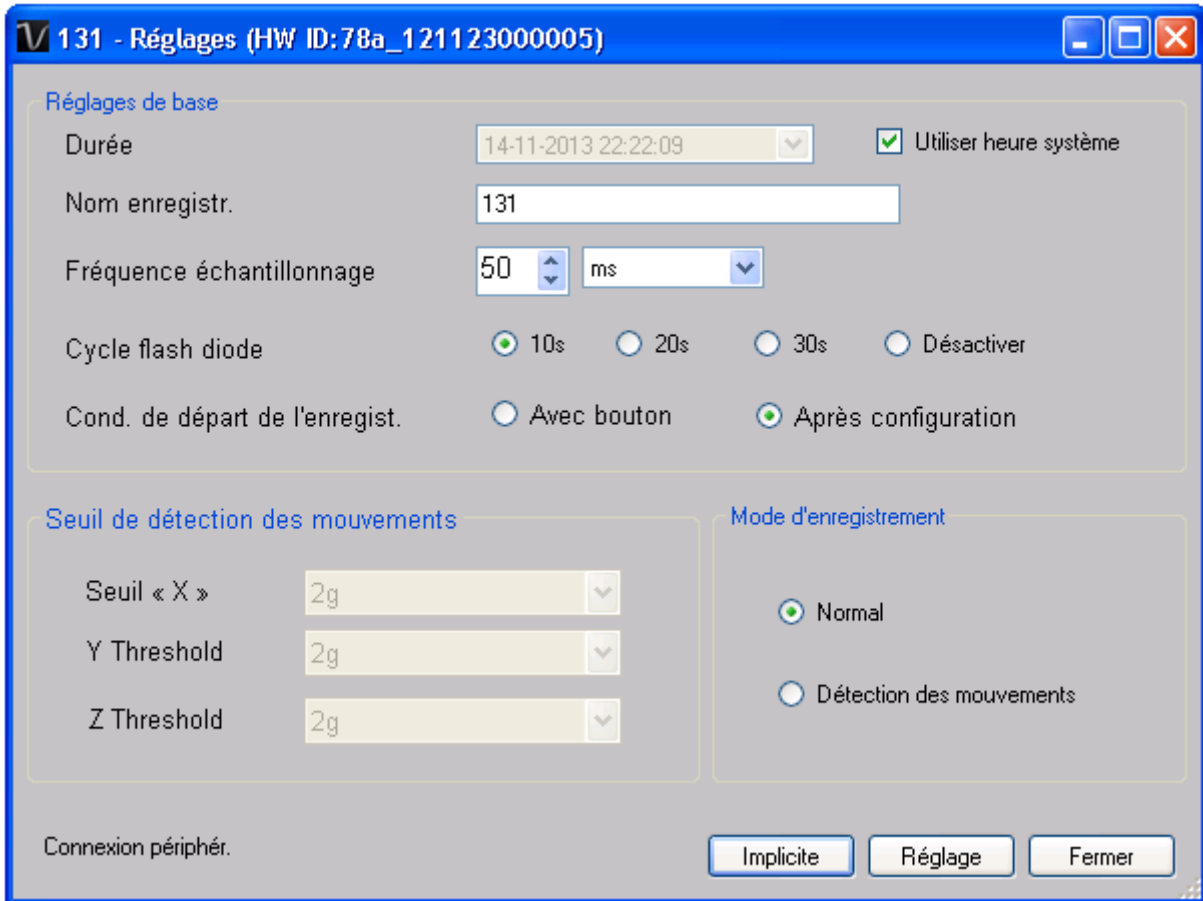 131 - Réglages (HW ID:78a_121123000005)
Réglages de base
Durée 14-11-2013 22:22:09 Utiliser heure système
Nom enregistr. 131
Fréquence échantillonnage 50 ms
Cycle flash diode 10s 20s 30s Désactiver
Cond. de départ de l'enregist. Avec bouton Après configuration
Seuil de détection des mouvements
Seuil « X » 2g
Y Threshold 2g
Z Threshold 2g
Mode d'enregistrement
Normal
Détection des mouvements
Connexion périphér.
Implicite Réglage Fermer